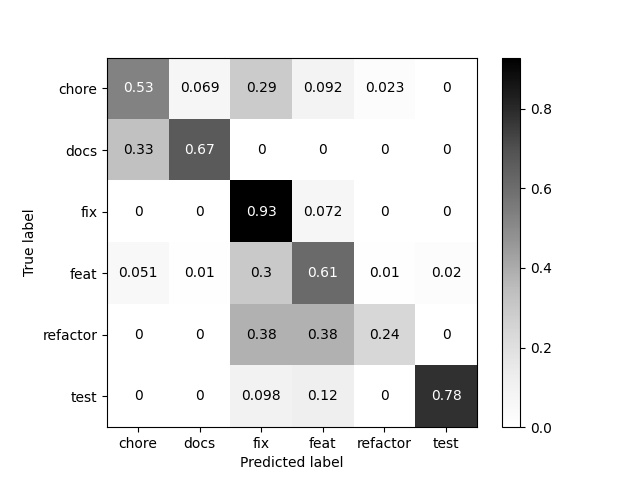 chore 0.53 0.069 0.29 0.092 0.023 0
docs 0.33 0.67 0 0 0 0
fix 0 0 0.93 0.072 0 0
feat 0.051 0.01 0.3 0.61 0.01 0.02
refactor 0 0 0.38 0.38 0.24 0
test 0 0 0.098 0.12 0 0.78
chore docs fix feat refactor test
Predicted label
True label
0.8
0.6
0.4
0.2
0.0